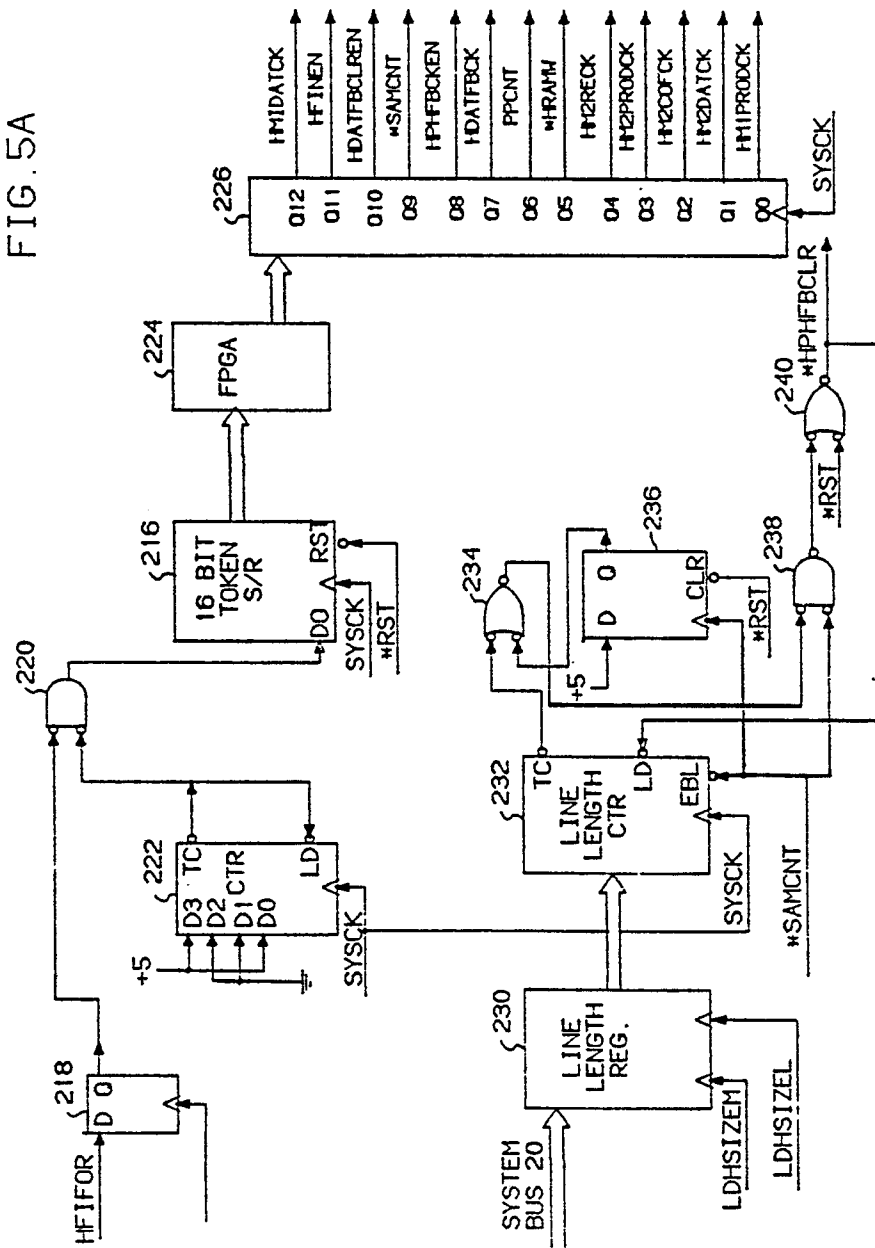 FIG.5A
HFIFOR
218
D Q
220
222
+5
D3 TC
D2 CTR
D1
D0 LD
SYSCK
216
16 BIT
TOKEN
S/R
DO
RST
SYSCK
*RST
224
FPGA
226
Q12
Q11
Q10
Q9
Q8
Q7
Q6
Q5
Q4
Q3
Q2
Q1
Q0
HM1DATCK
HFINEN
HDATFBCLREN
*SAMCNT
HPHFBCKEN
HDATFBCK
PPCNT
*HRAMW
HM2RECK
HM2PRODCK
HM2COFCK
HM2DATCK
HM1PRODCK
SYSCK
SYSTEM
BUS 20
230
LINE
LENGTH
REG.
LDHSIZEM
LDHSIZEL
232
TC
LINE
LENGTH
CTR
LD
EBL
SYSCK
*SAMCNT
234
+5
236
D Q
CLR
*RST
238
*RST
240
*HPHFBCLR